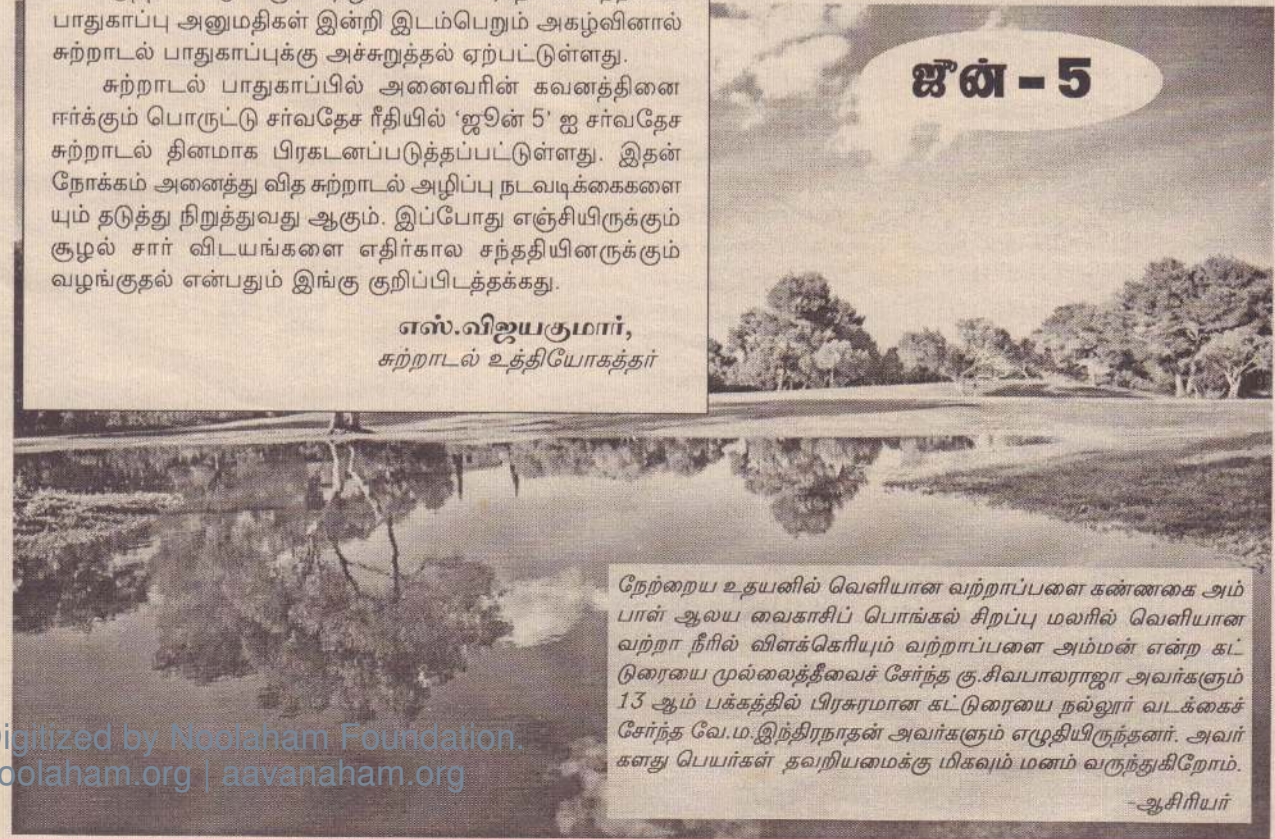 பாதுகாப்பு அனுமதிகள் இன்றி இடம்பெறும் அகழ்வினால்
சுற்றாடல் பாதுகாப்புக்கு அச்சுறுத்தல் ஏற்பட்டுள்ளது.
சுற்றாடல் பாதுகாப்பில் அனைவரின் கவனத்தினை
ஈர்க்கும் பொருட்டு சர்வதேச ரீதியில் ‘ஜூன் 5’ ஐ சர்வதேச
சுற்றாடல் தினமாக பிரகடனப்படுத்தப்பட்டுள்ளது. இதன்
நோக்கம் அனைத்து வித சுற்றாடல் அழிப்பு நடவடிக்கைகளை
யும் தடுத்து நிறுத்துவது ஆகும். இப்போது எஞ்சியிருக்கும்
சூழல் சார் விடயங்களை எதிர்கால சந்ததியினருக்கும்
வழங்குதல் என்பதும் இங்கு குறிப்பிடத்தக்கது.
எஸ்.விஜயகுமார்,
சுற்றாடல் உத்தியோகத்தர்
ஜூன் - 5
நேற்றைய உதயனில் வெளியான வற்றாப்பளை கண்ணகை அம்
பாள் ஆலய வைகாசிப் பொங்கல் சிறப்பு மலரில் வெளியான
வற்றா நீரில் விளக்கெரியும் வற்றாப்பளை அம்மன் என்ற கட்
டுரையை முல்லைத்தீவைச் சேர்ந்த கு.சிவபாலராஜா அவர்களும்
13 ஆம் பக்கத்தில் பிரசுரமான கட்டுரையை நல்லூர் வடக்கைச்
சேர்ந்த வே.ம.இந்திரநாதன் அவர்களும் எழுதியிருந்தனர். அவர்
களது பெயர்கள் தவறியமைக்கு மிகவும் மனம் வருந்துகிறோம்.
-ஆசிரியர்
Digitized by Noolaham Foundation.
noolaham.org | aavanaham.org